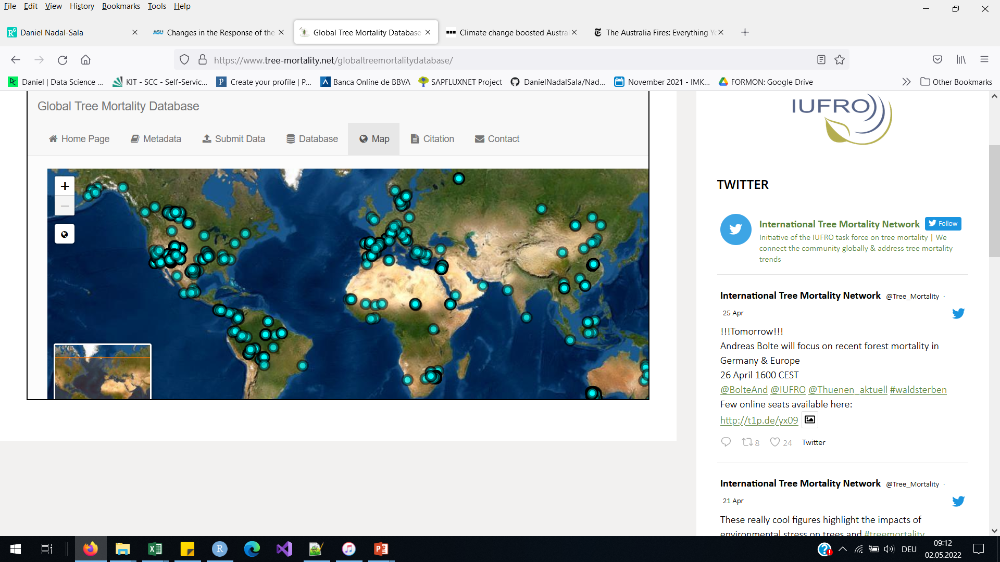 File Edit View History Bookmarks Tools Help
Daniel Nadal-Sala
Changes in the Response of the
Global Tree Mortality Database
Climate change boosted Austral
The Australia Fires: Everything Yo
https://www.tree-mortality.net/globaltreemortalitydatabase/
Daniel | Data Science ...
KIT - SCC - Self-Servic...
Create your profile | P...
Banca Online de BBVA
SAPFLUXNET Project
DanielNadalSala/Nad...
November 2021 - IMK...
FORMON: Google Drive
Other Bookmarks
Global Tree Mortality Database
Home Page Metadata Submit Data Database Map Citation Contact
+
−
IUFRO
TWITTER
International Tree Mortality Network Follow
Initiative of the IUFRO task force on tree mortality | We
connect the community globally & address tree mortality
trends
International Tree Mortality Network @Tree_Mortality ·
25 Apr
!!!Tomorrow!!!
Andreas Bolte will focus on recent forest mortality in
Germany & Europe
26 April 1600 CEST
@BolteAnd @IUFRO @Thuenen_aktuell #waldsterben
Few online seats available here:
http://t1p.de/yx09
8 24 Twitter
International Tree Mortality Network @Tree_Mortality ·
21 Apr
These really cool figures highlight the impacts of
environmental stress on trees and #treemortality
DEU
09:12
02.05.2022